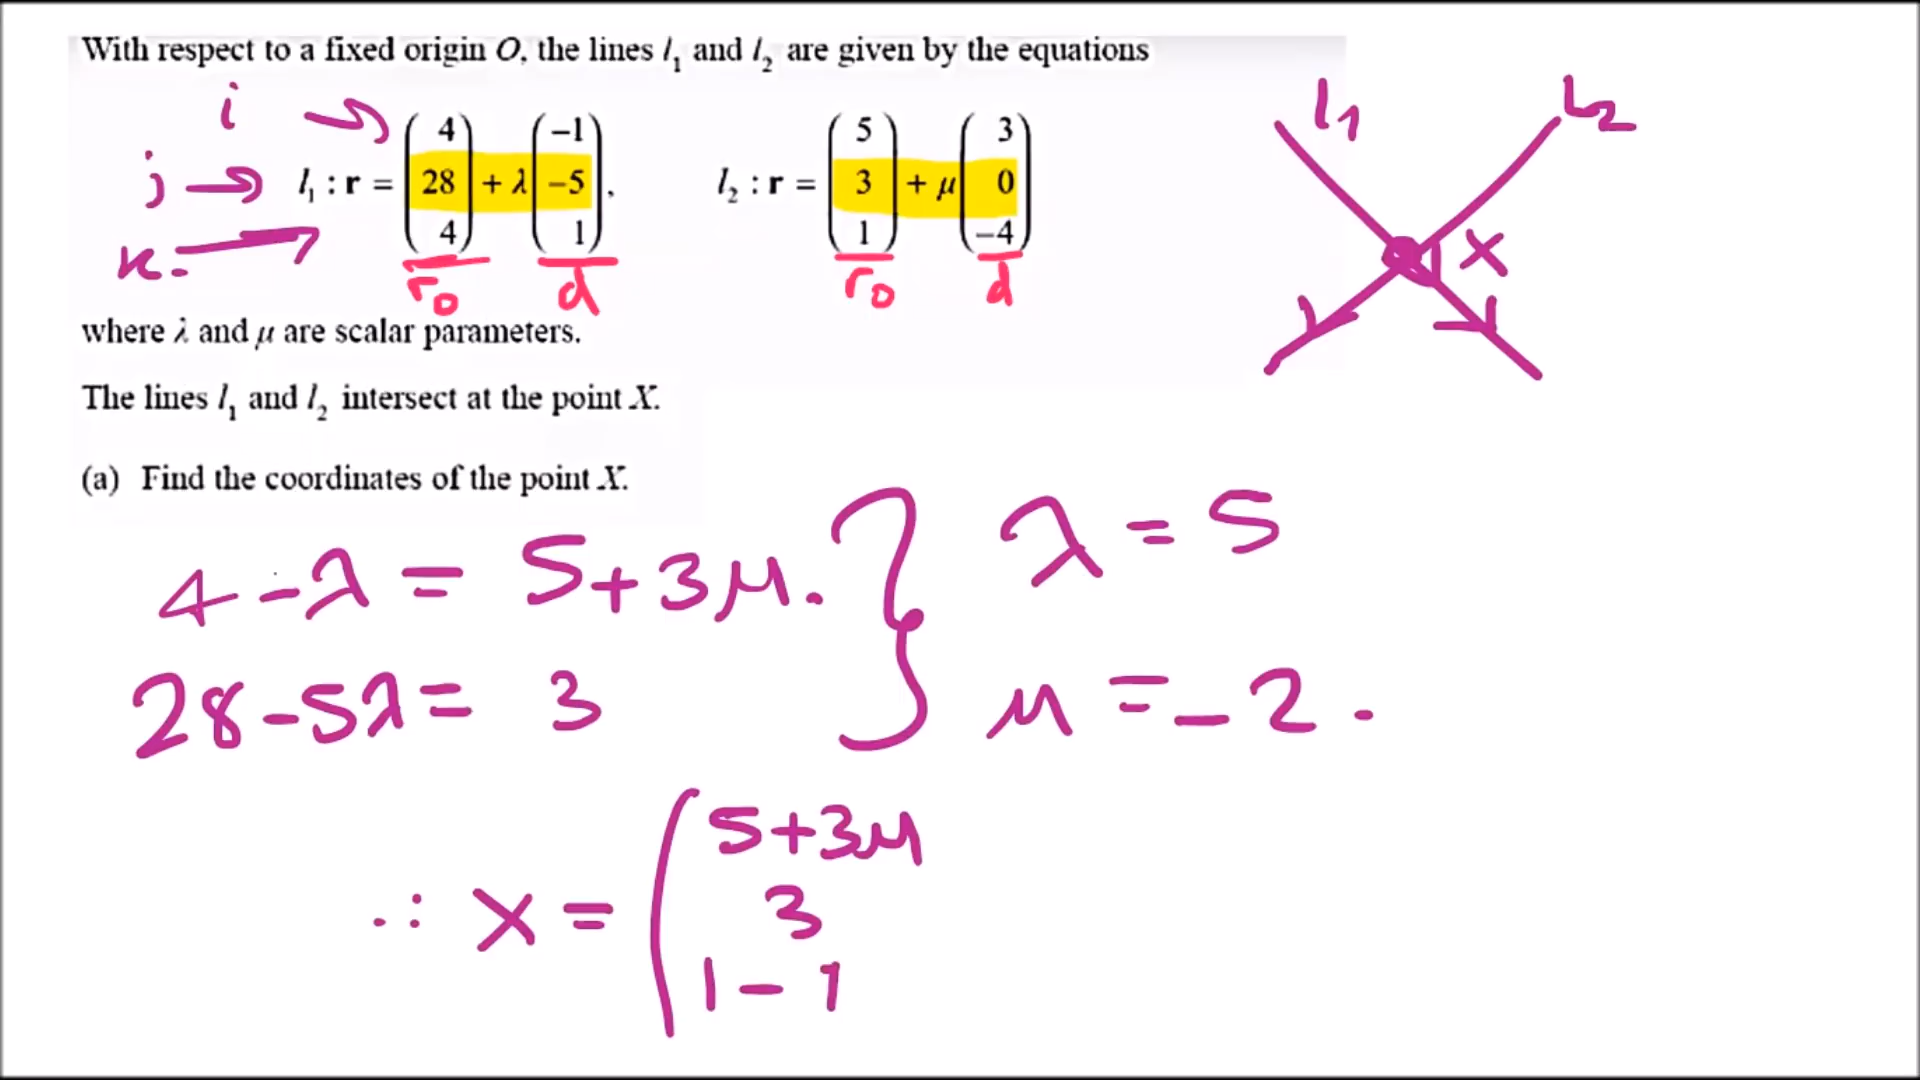 With respect to a fixed origin O, the lines l₁ and l₂ are given by the equations
i → l₁
j → l₁ : r = (4 28 4) + λ(−1 −5 1), l₂ : r = (5 3 1) + μ(3 0 −4) L₂
k. → X
r₀ d r₀ d
where λ and μ are scalar parameters.
The lines l₁ and l₂ intersect at the point X.
(a) Find the coordinates of the point X.
4 − λ = 5 + 3μ. } λ = 5
28 − 5λ = 3 μ = −2.
∴ X = ( 5 + 3μ
3
1 − 1